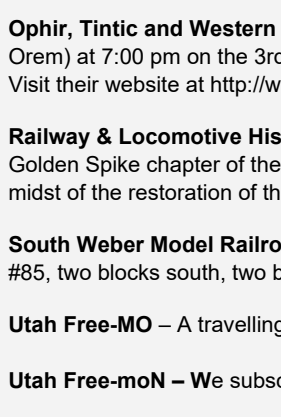 Ophir, Tintic and Western
Orem) at 7:00 pm on the 3r
Visit their website at http://w
Railway & Locomotive His
Golden Spike chapter of the
midst of the restoration of th
South Weber Model Railro
#85, two blocks south, two b
Utah Free-MO – A travelling
Utah Free-moN – We subsc